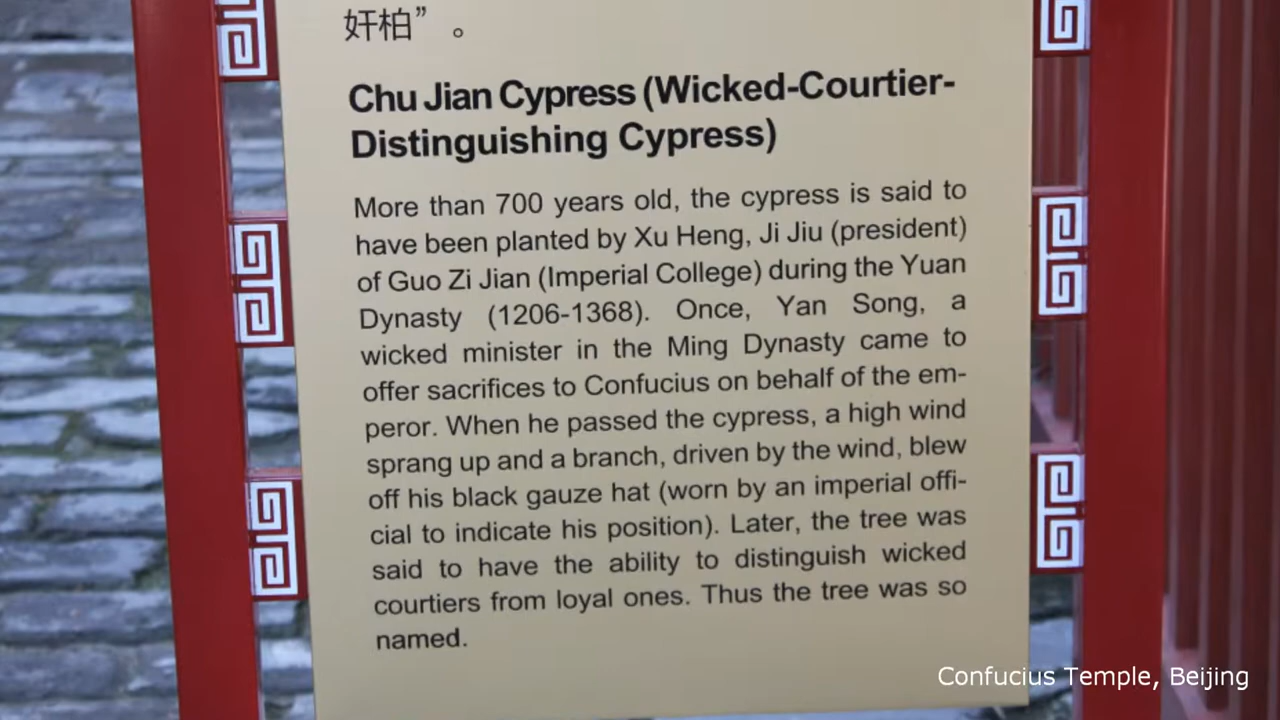 奸柏”。
Chu Jian Cypress (Wicked-Courtier-
Distinguishing Cypress)
More than 700 years old, the cypress is said to
have been planted by Xu Heng, Ji Jiu (president)
of Guo Zi Jian (Imperial College) during the Yuan
Dynasty (1206-1368). Once, Yan Song, a
wicked minister in the Ming Dynasty came to
offer sacrifices to Confucius on behalf of the em-
peror. When he passed the cypress, a high wind
sprang up and a branch, driven by the wind, blew
off his black gauze hat (worn by an imperial offi-
cial to indicate his position). Later, the tree was
said to have the ability to distinguish wicked
courtiers from loyal ones. Thus the tree was so
named.
Confucius Temple, Beijing